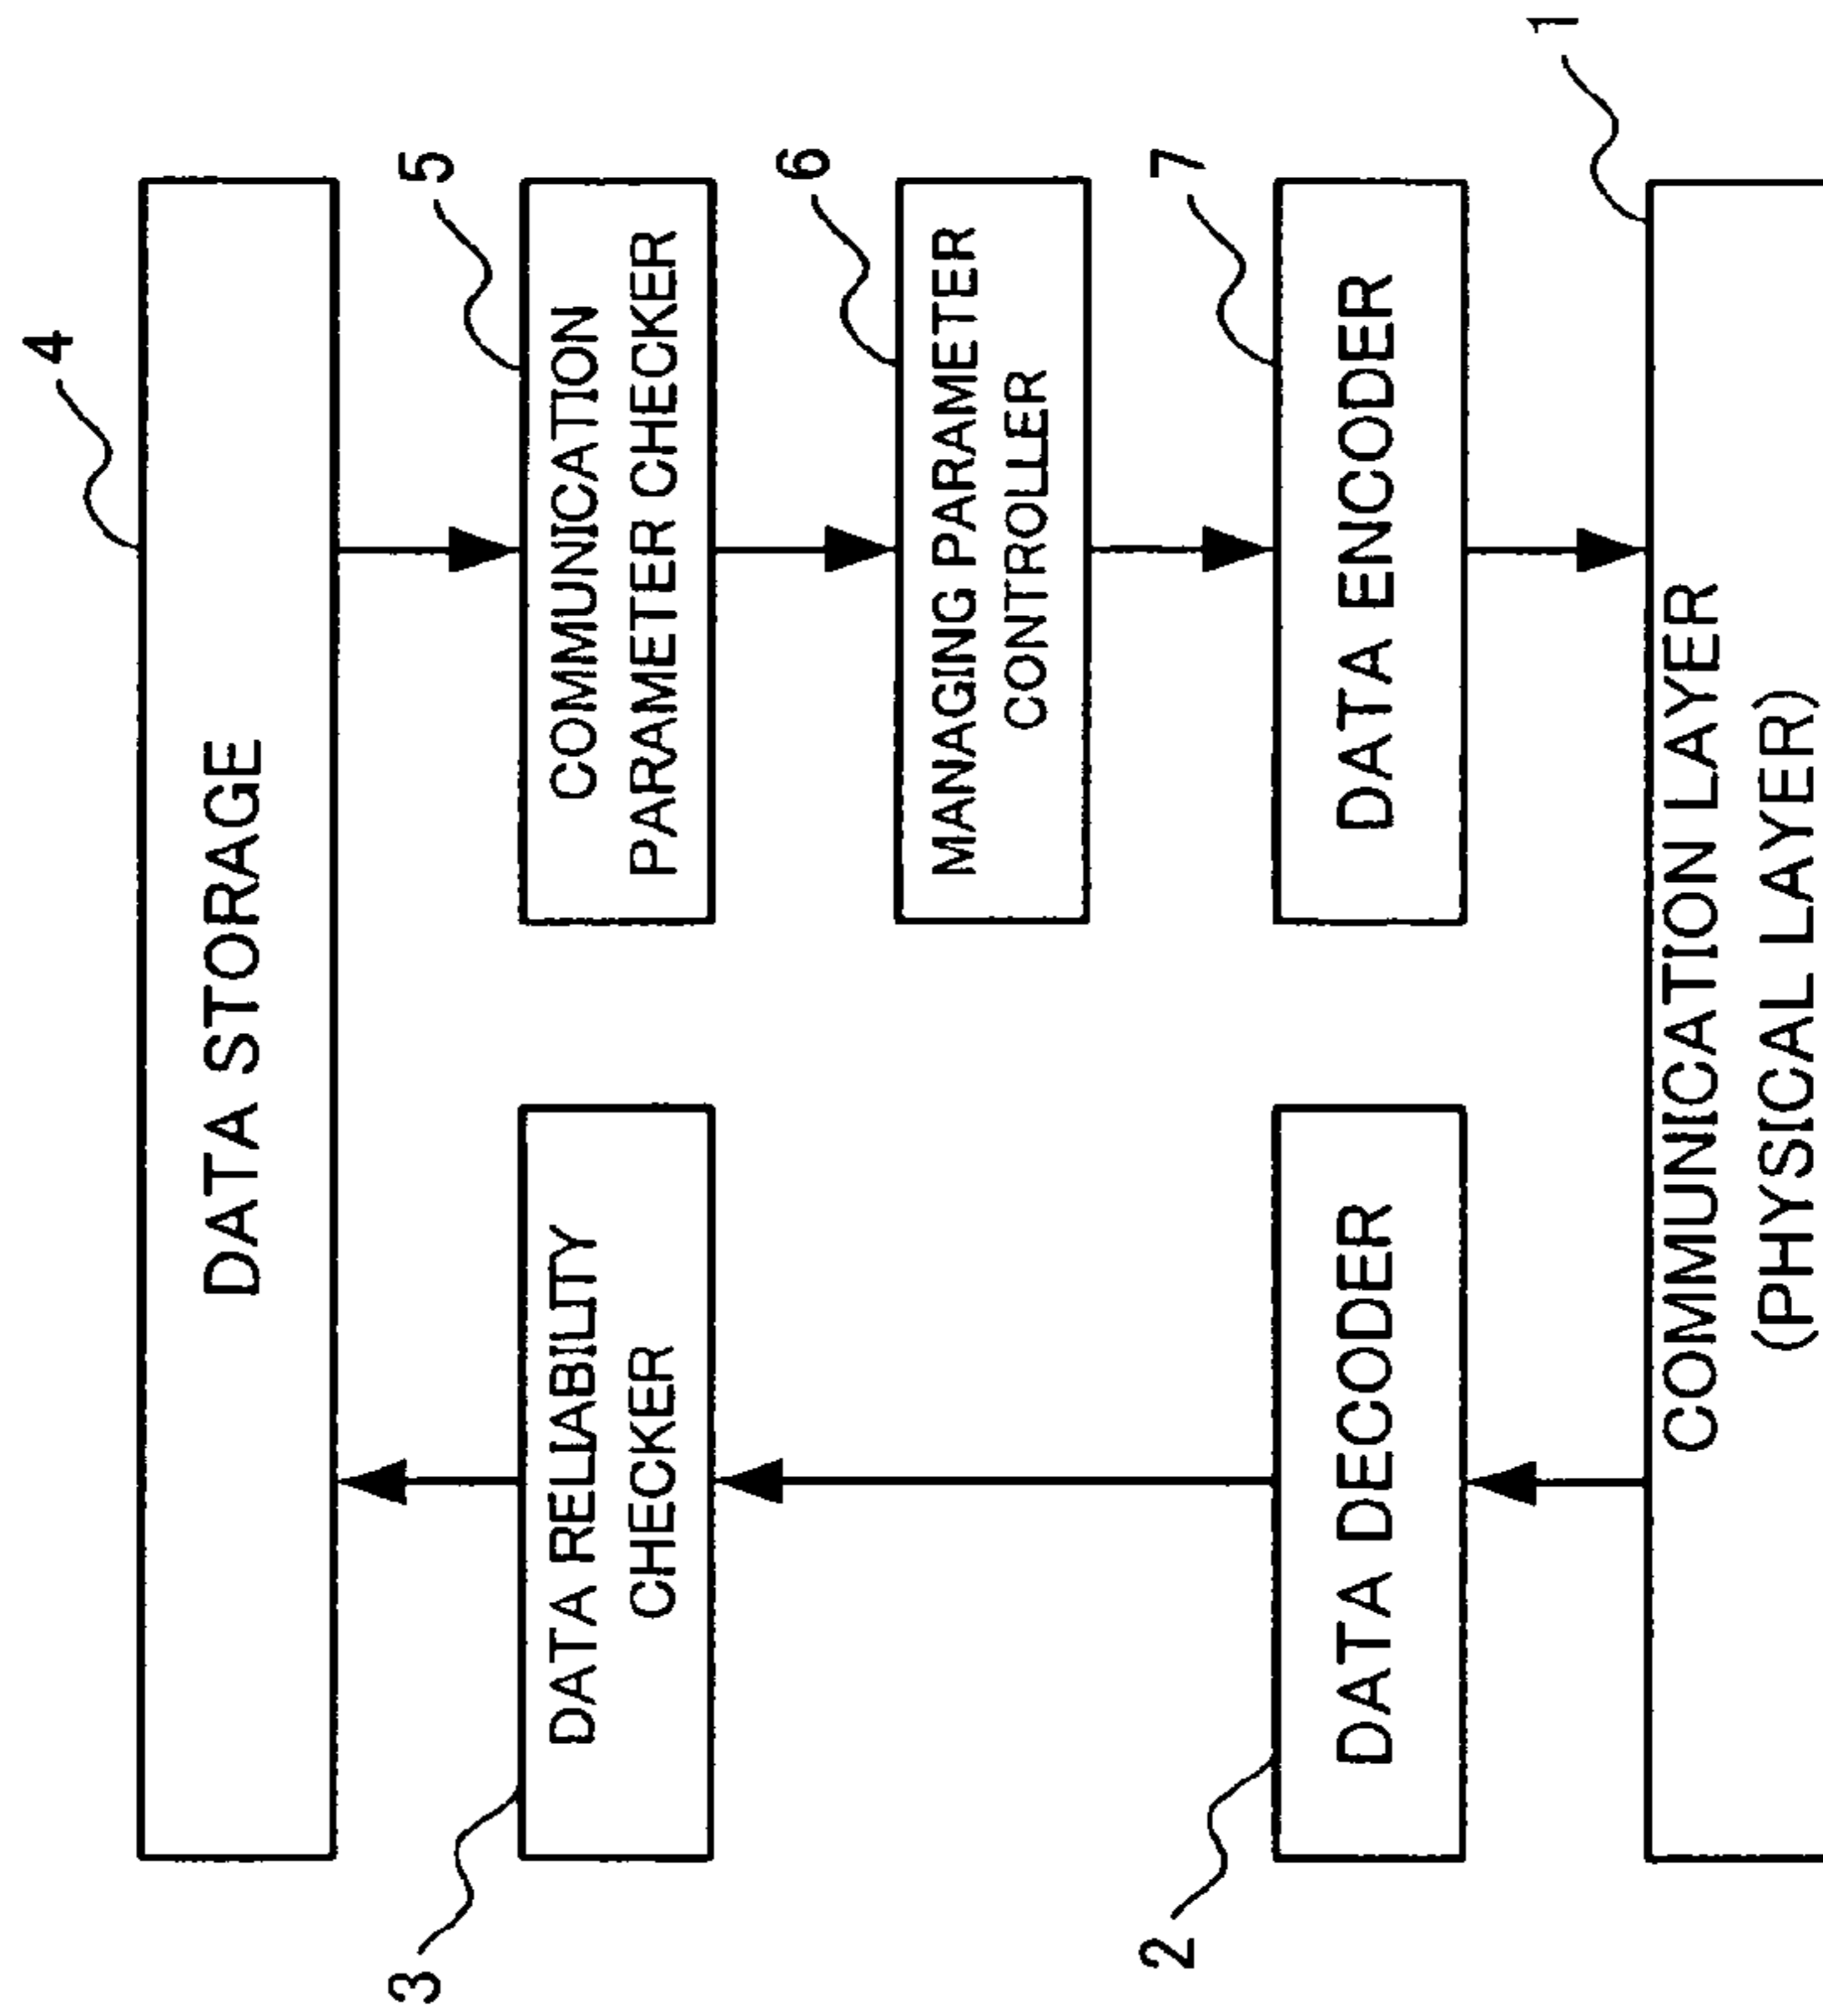 4
DATA STORAGE
3
DATA RELIABILITY
CHECKER
5
COMMUNICATION
PARAMETER CHECKER
6
MANAGING PARAMETER
CONTROLLER
2
DATA DECODER
7
DATA ENCODER
1
COMMUNICATION LAYER
(PHYSICAL LAYER)